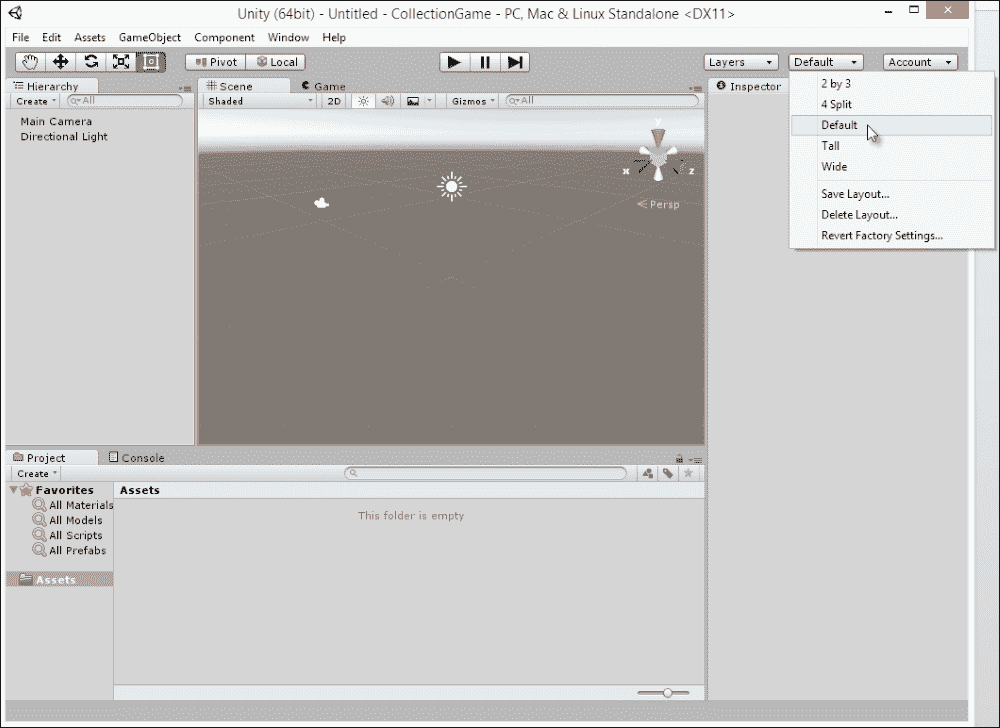 Unity (64bit) - Untitled - CollectionGame - PC, Mac & Linux Standalone <DX11>
File Edit Assets GameObject Component Window Help
Pivot Local Layers Default Account
Hierarchy Scene Game Inspector
Create All Shaded 2D Gizmos All
Main Camera
Directional Light
y
x z
Persp
2 by 3
4 Split
Default
Tall
Wide
Save Layout...
Delete Layout...
Revert Factory Settings...
Project Console
Create
Favorites
All Materials
All Models
All Scripts
All Prefabs
Assets
Assets
This folder is empty